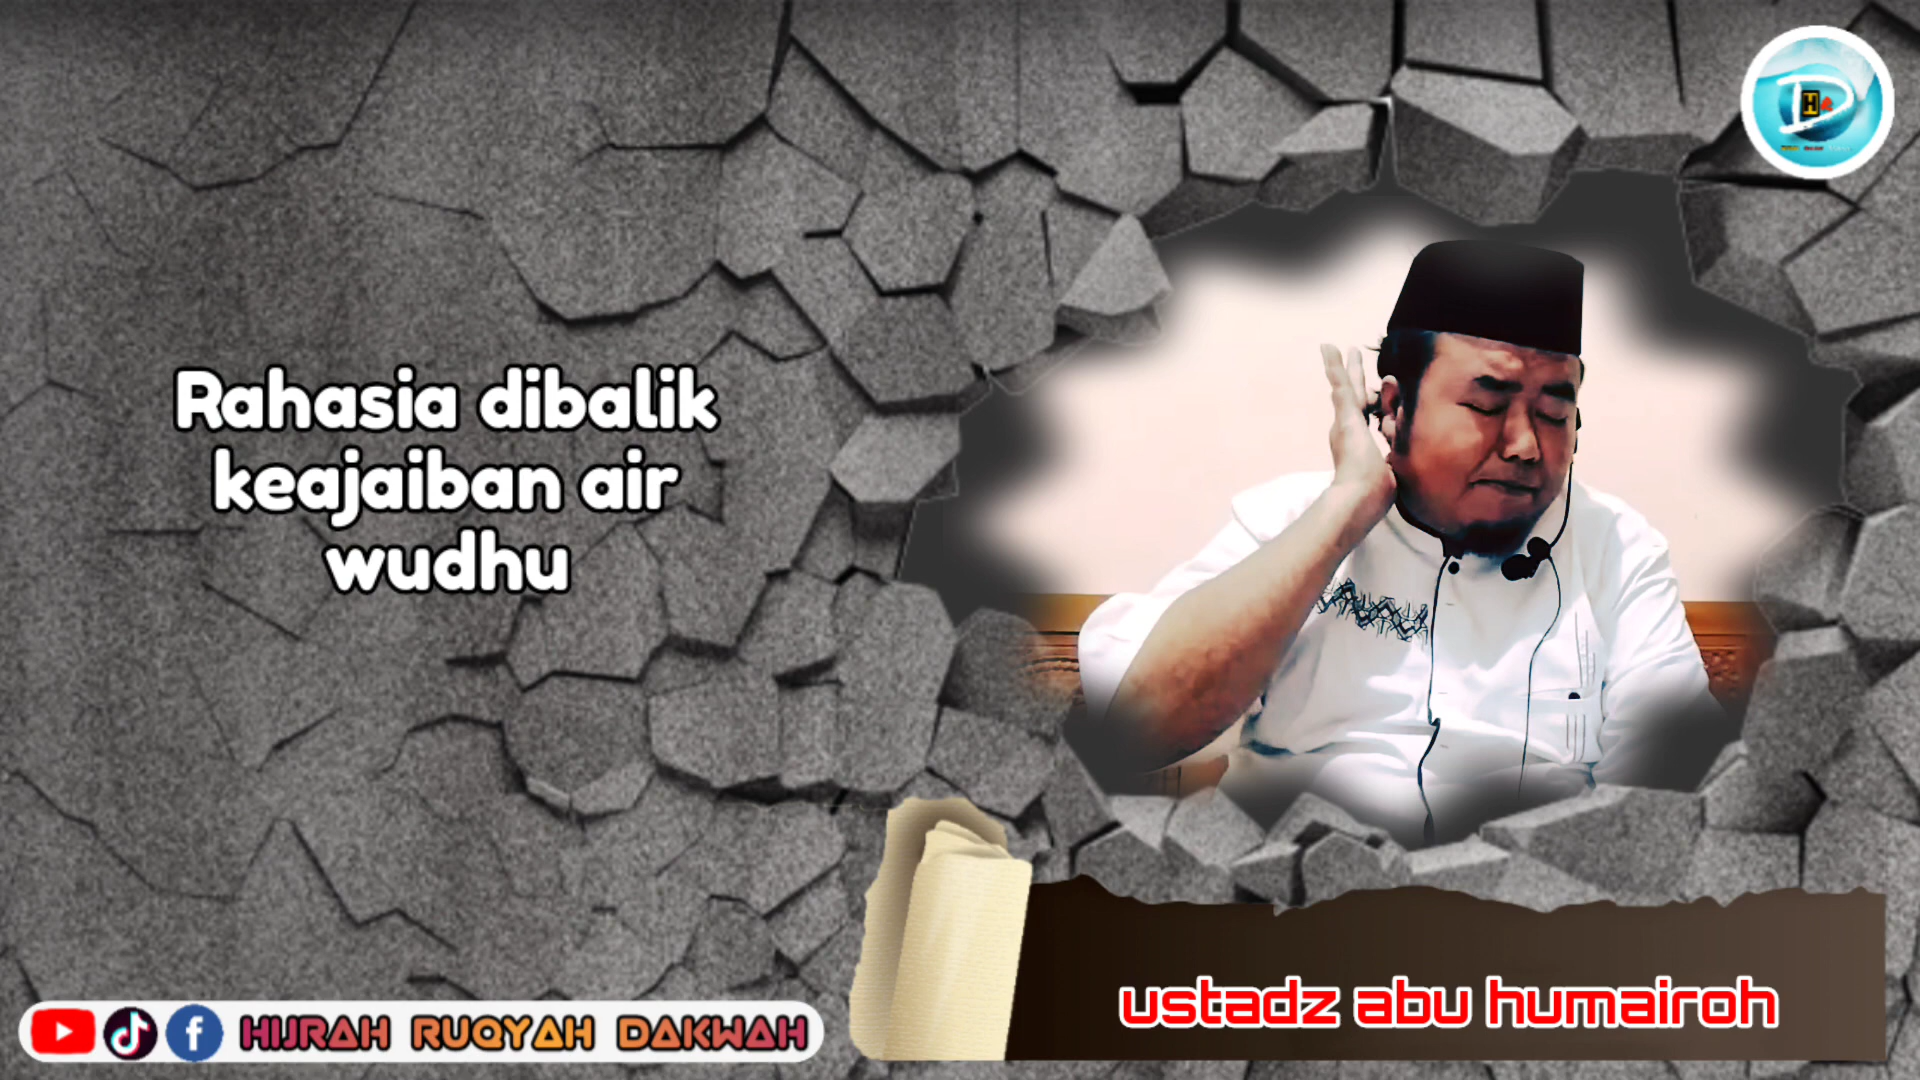 Rahasia dibalik
keajaiban air
wudhu
ustadz abu humairoh
HIJRAH RUQYAH DAKWAH